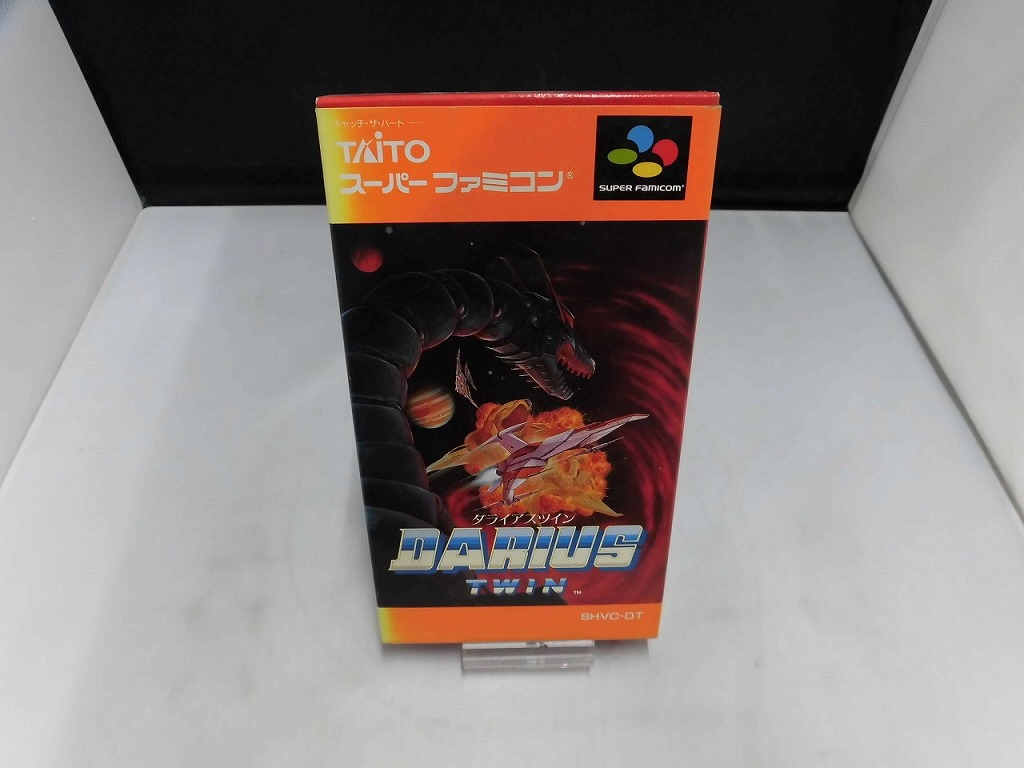 キャッチ・ザ・ハート
TAITO
スーパーファミコン®
SUPER FAMICOM®
ダライアスツイン
DARIUS
TWIN ™
SHVC-DT